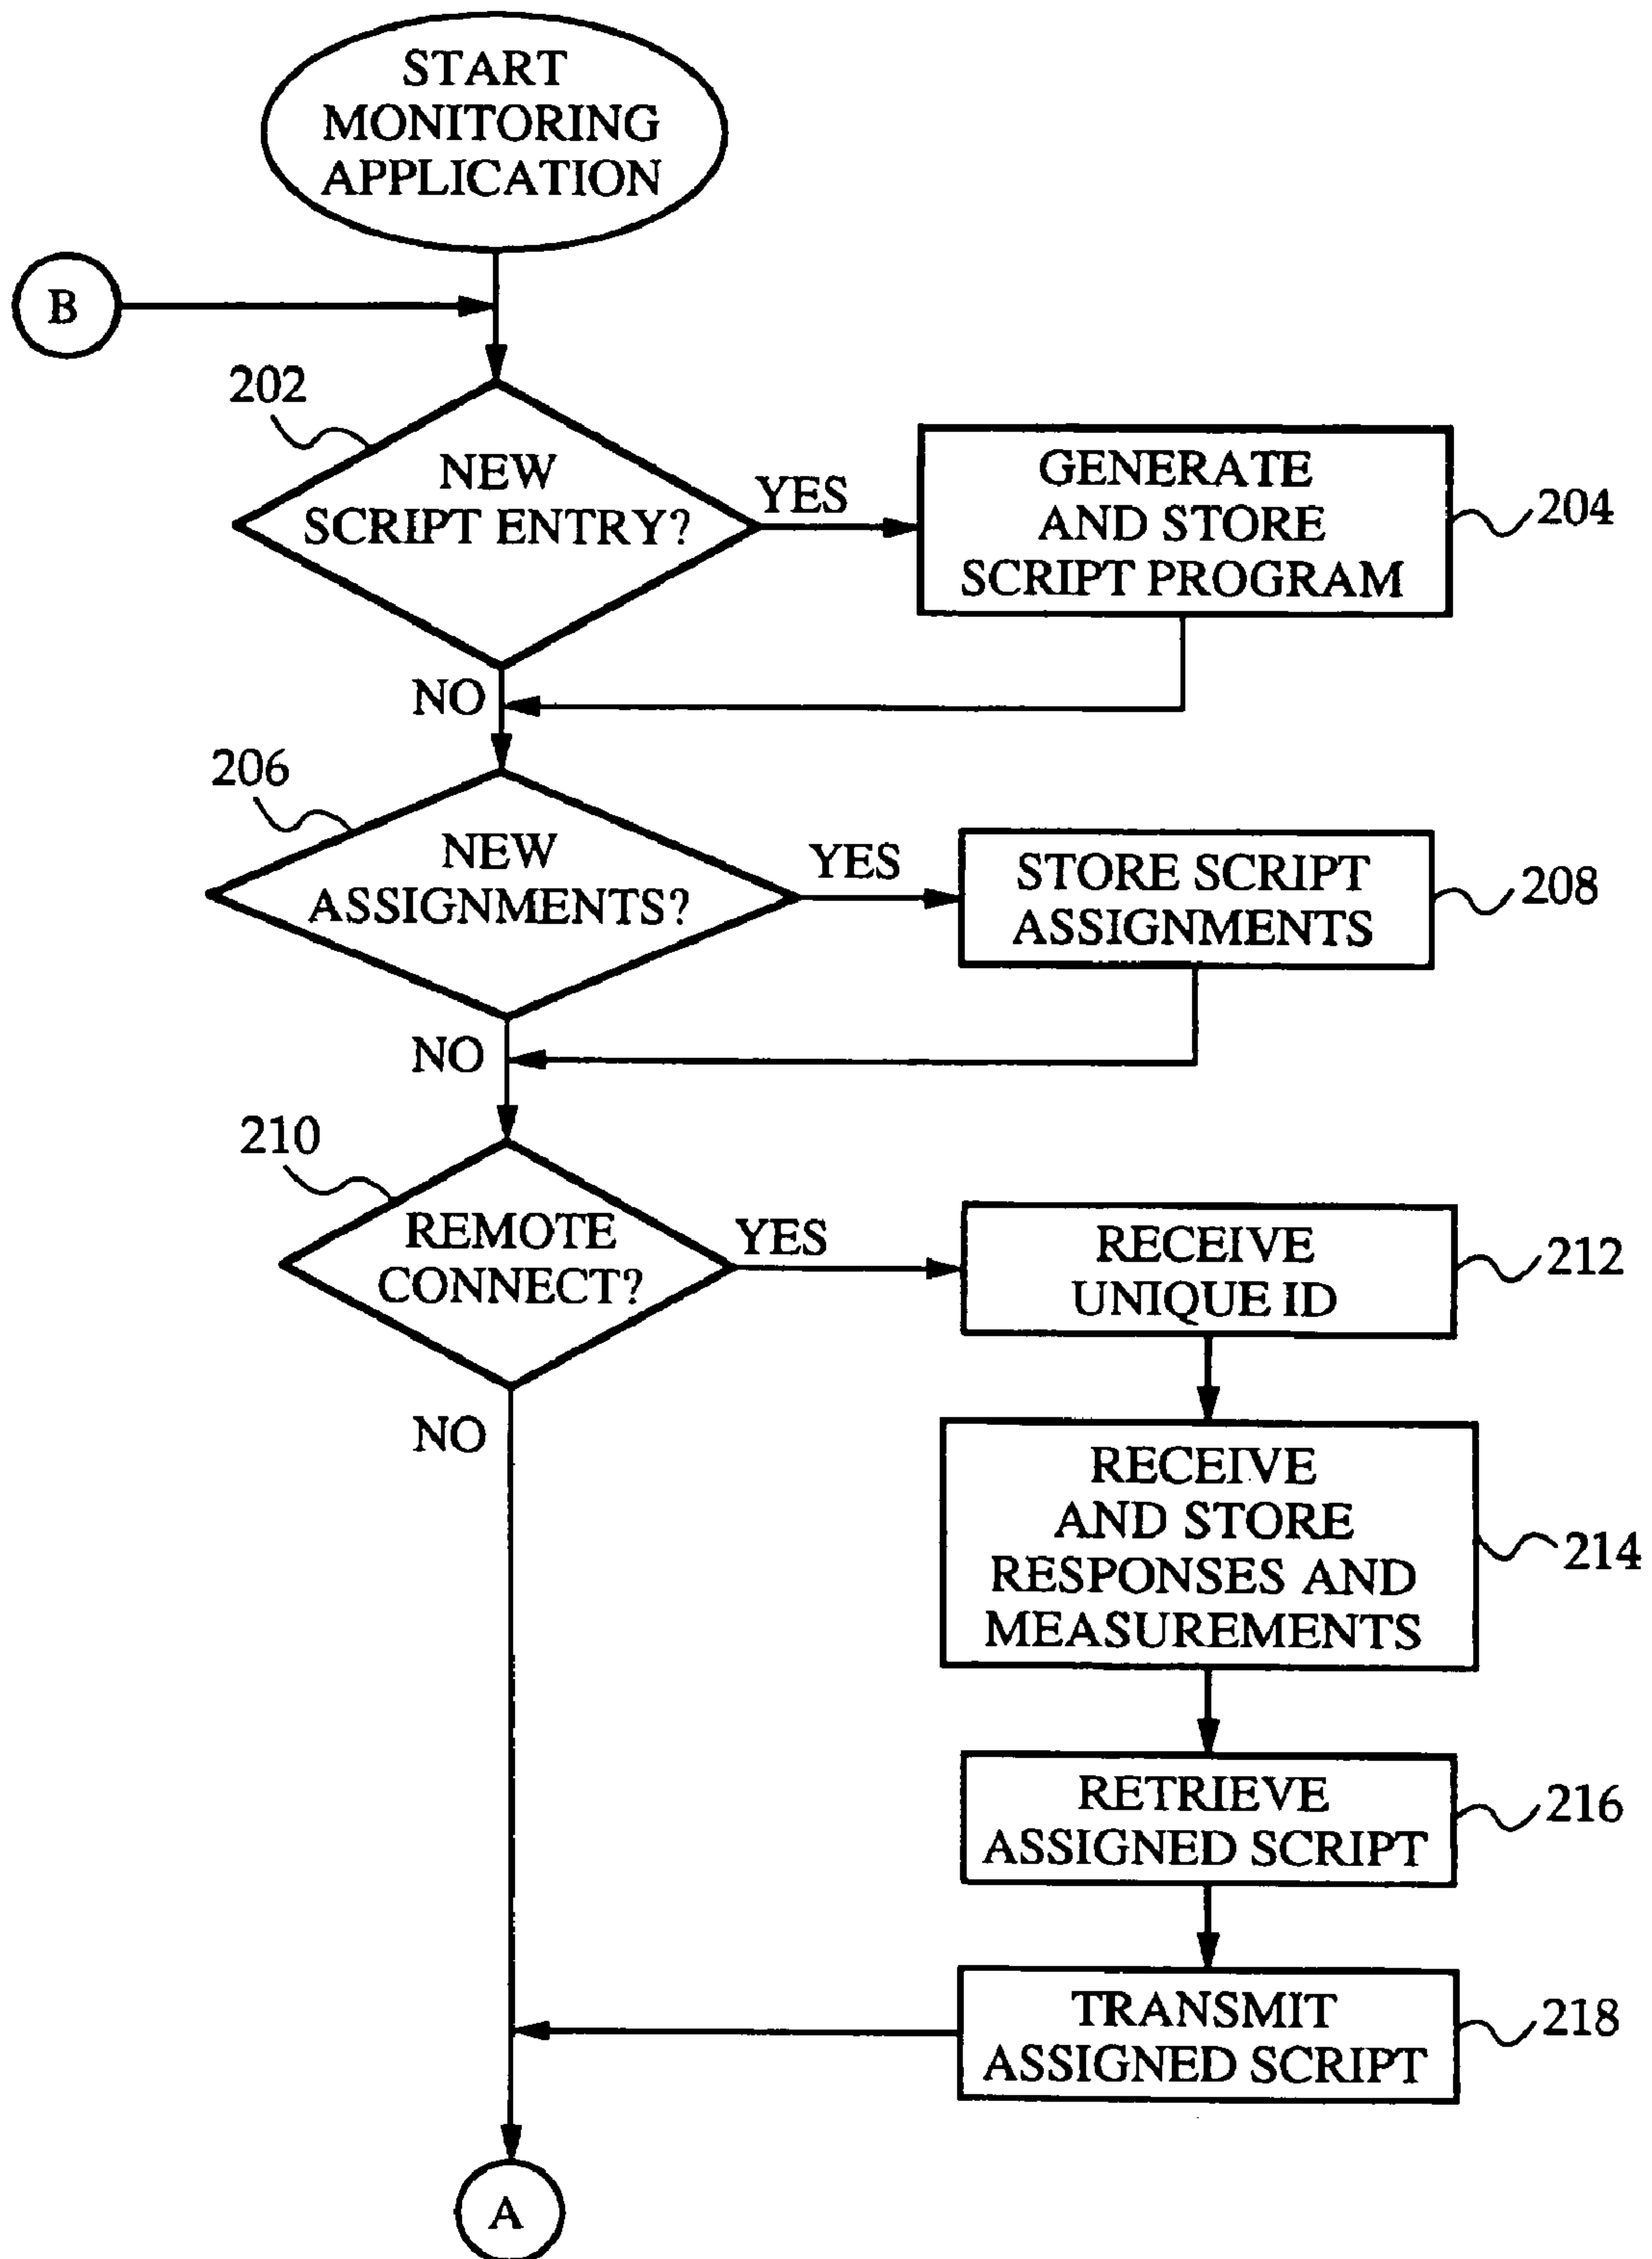 START
MONITORING
APPLICATION
B
202
NEW
SCRIPT ENTRY?
YES
GENERATE
AND STORE
SCRIPT PROGRAM
204
NO
206
NEW
ASSIGNMENTS?
YES
STORE SCRIPT
ASSIGNMENTS
208
NO
210
REMOTE
CONNECT?
YES
RECEIVE
UNIQUE ID
212
NO
RECEIVE
AND STORE
RESPONSES AND
MEASUREMENTS
214
RETRIEVE
ASSIGNED SCRIPT
216
TRANSMIT
ASSIGNED SCRIPT
218
A